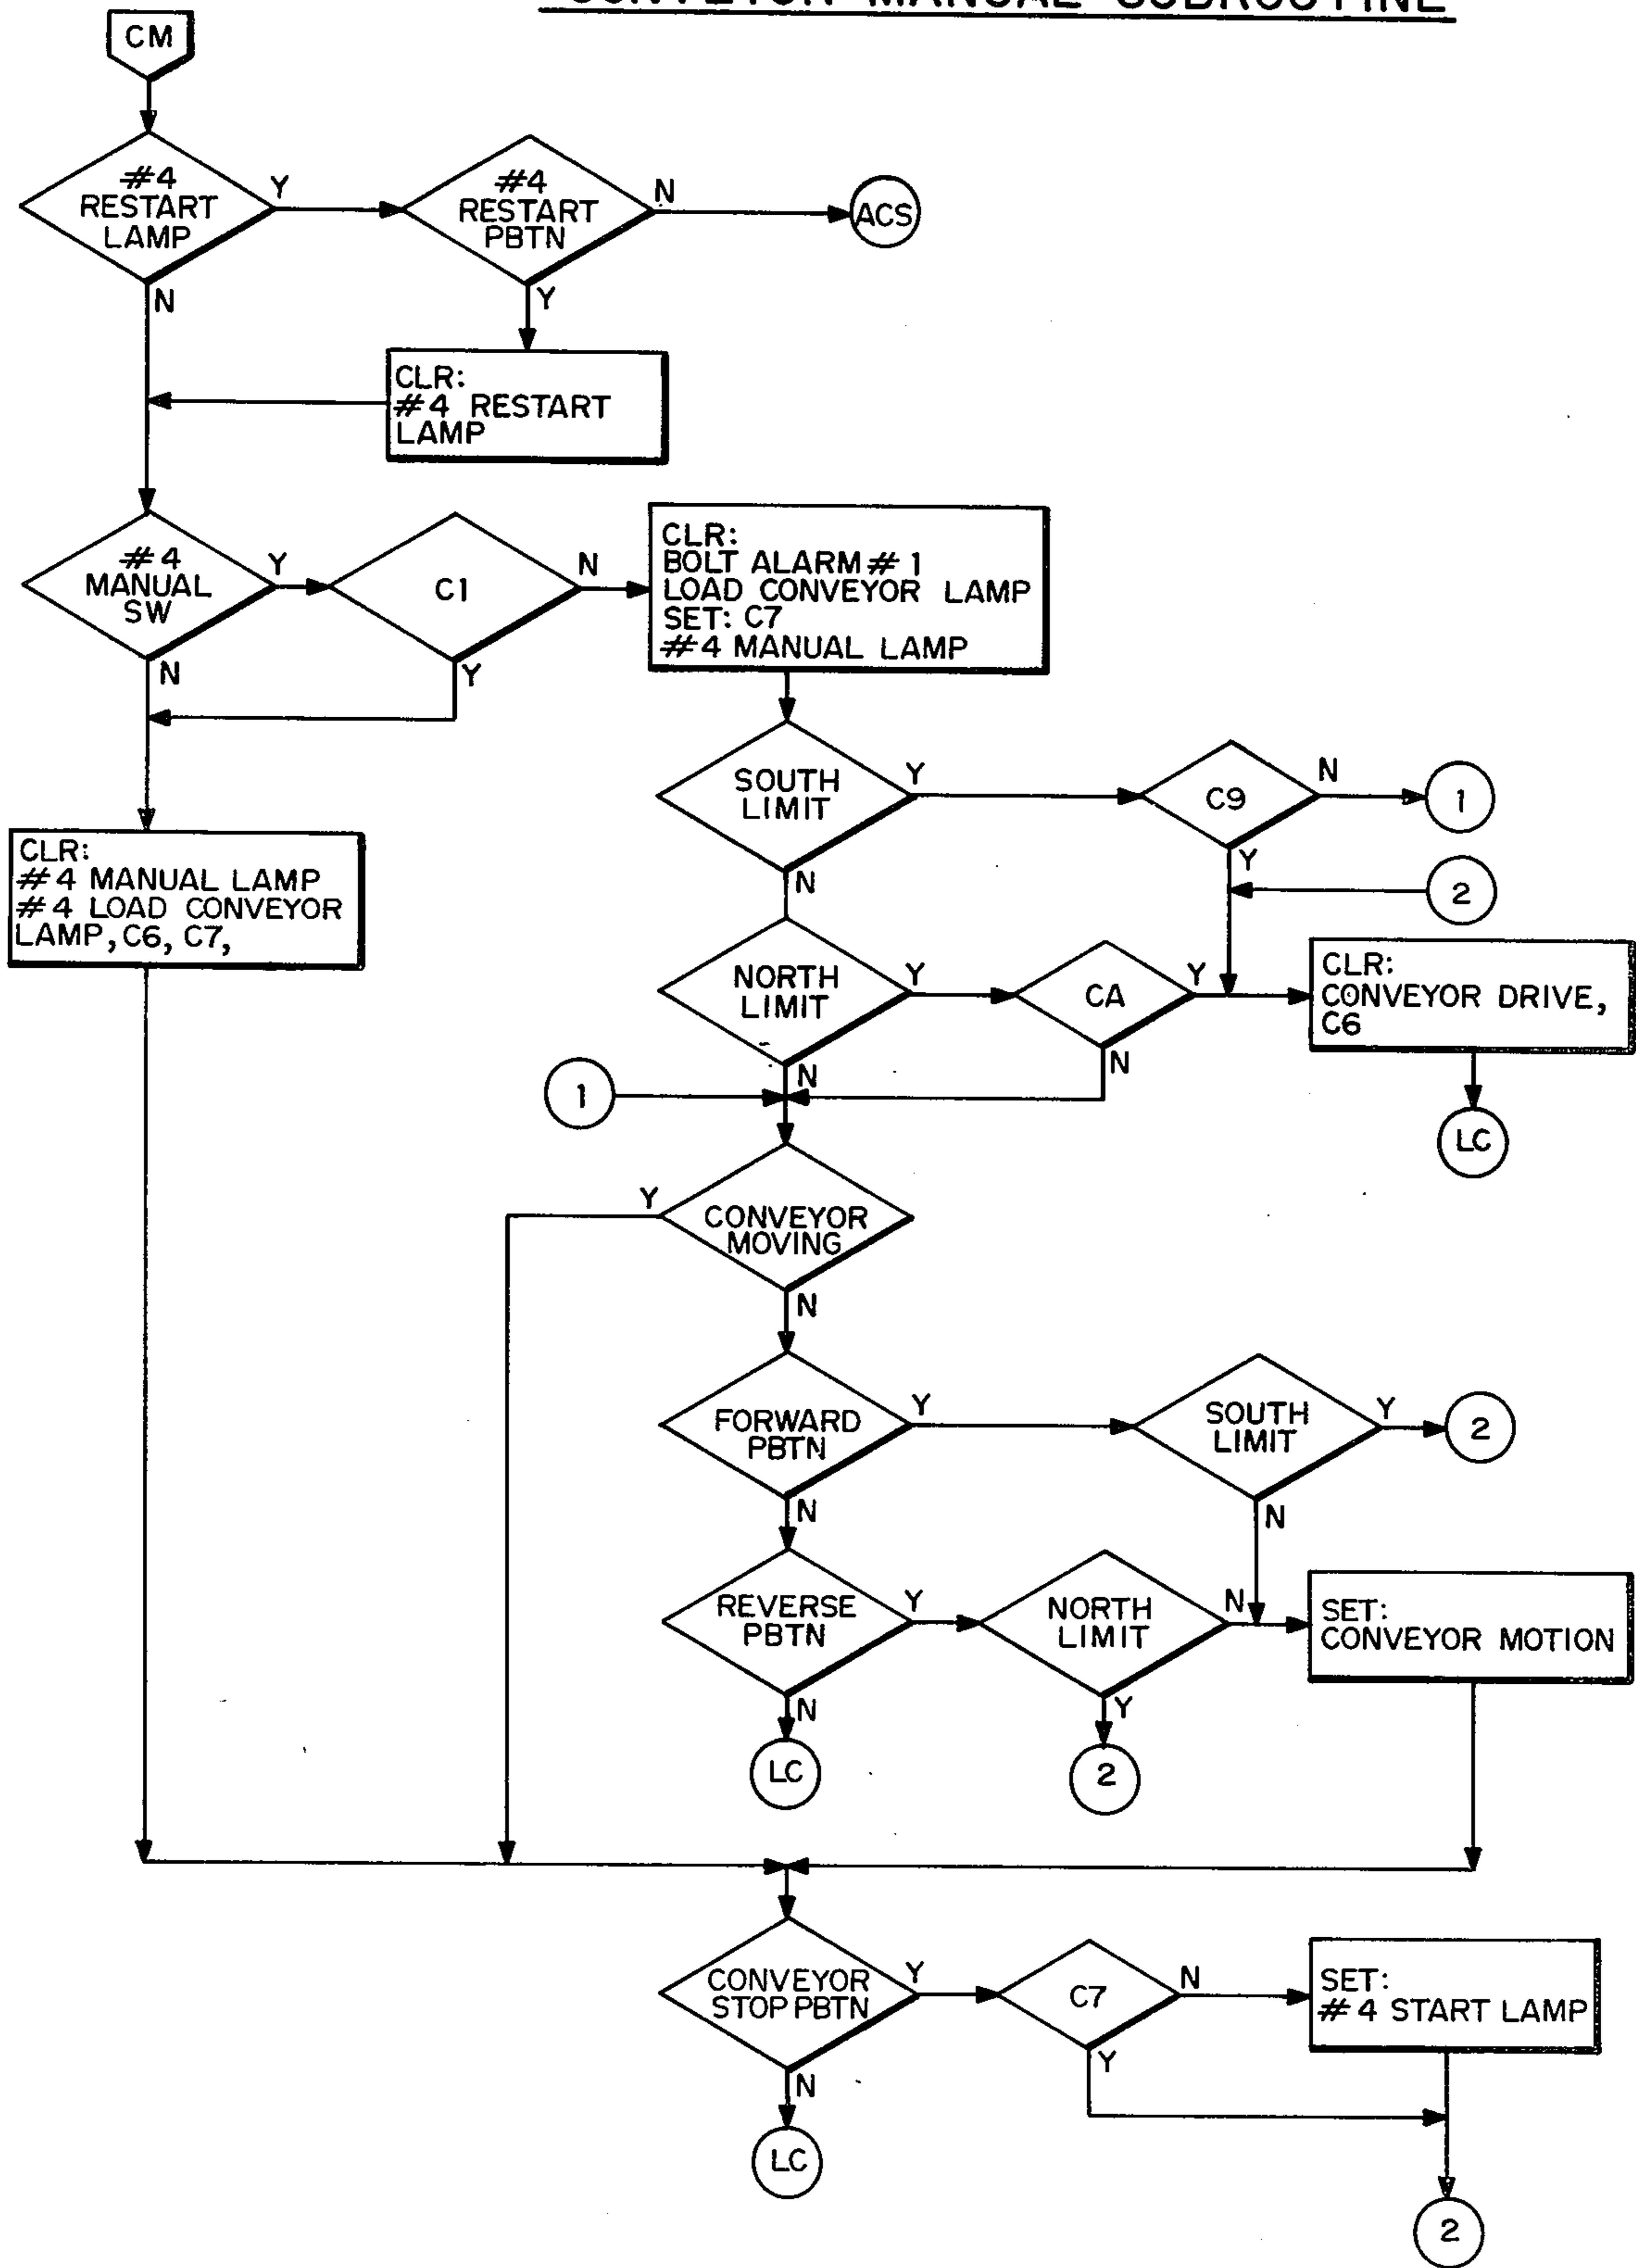 CONVEYOR MANUAL SUBROUTINE
CM
#4
RESTART
LAMP
Y
N
#4
RESTART
PBTN
N
Y
ACS
CLR:
#4 RESTART
LAMP
#4
MANUAL
SW
Y
N
C1
N
Y
CLR:
BOLT ALARM #1
LOAD CONVEYOR LAMP
SET: C7
#4 MANUAL LAMP
SOUTH
LIMIT
Y
N
C9
N
Y
1
2
CLR:
#4 MANUAL LAMP
#4 LOAD CONVEYOR
LAMP, C6, C7,
NORTH
LIMIT
Y
N
CA
Y
N
CLR:
CONVEYOR DRIVE,
C6
LC
1
CONVEYOR
MOVING
Y
N
FORWARD
PBTN
Y
N
SOUTH
LIMIT
Y
N
2
REVERSE
PBTN
Y
N
NORTH
LIMIT
N
Y
SET:
CONVEYOR MOTION
LC
2
CONVEYOR
STOP PBTN
Y
N
C7
N
Y
SET:
#4 START LAMP
LC
2